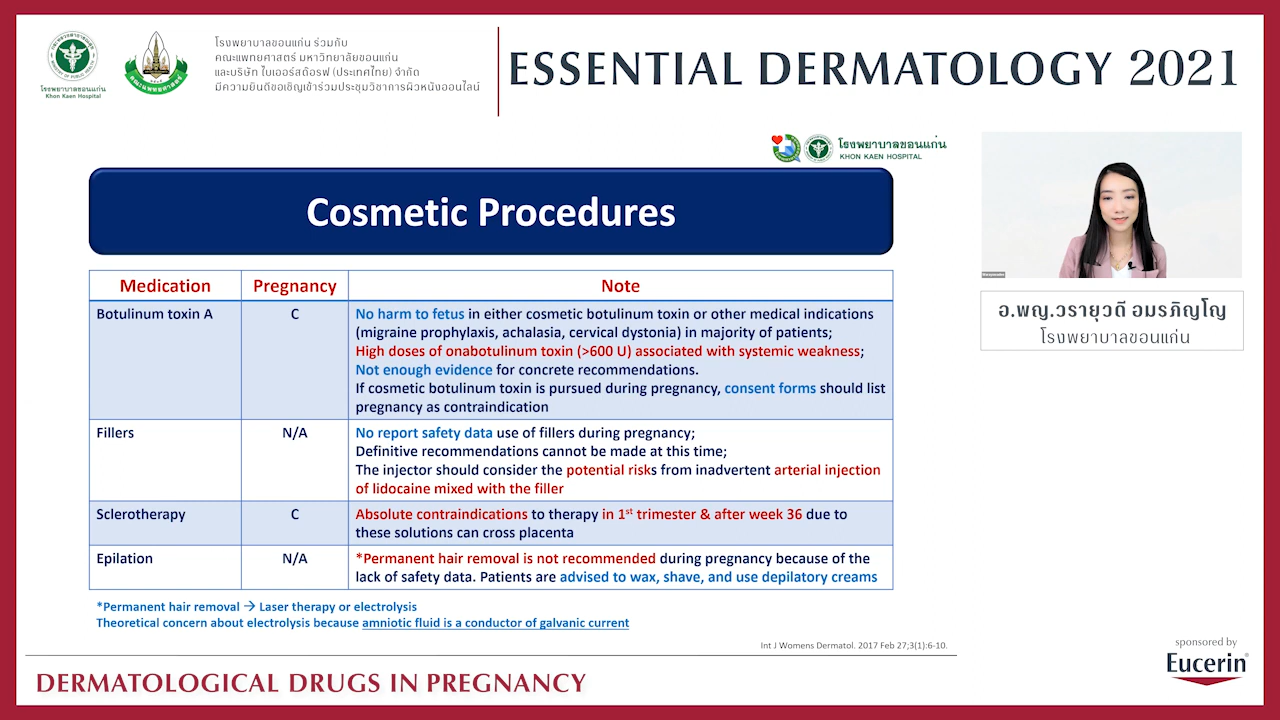 โรงพยาบาลขอนแก่น
Khon Kaen Hospital
โรงพยาบาลขอนแก่น ร่วมกับ
คณะแพทยศาสตร์ มหาวิทยาลัยขอนแก่น
และบริษัท ไบเออร์สด๊อรฟ (ประเทศไทย) จำกัด
มีความยินดีขอเชิญเข้าร่วมประชุมวิชาการผิวหนังออนไลน์
ESSENTIAL DERMATOLOGY 2021
โรงพยาบาลขอนแก่น
KHON KAEN HOSPITAL
Cosmetic Procedures
Medication Pregnancy Note
Botulinum toxin A C No harm to fetus in either cosmetic botulinum toxin or other medical indications
(migraine prophylaxis, achalasia, cervical dystonia) in majority of patients;
High doses of onabotulinum toxin (>600 U) associated with systemic weakness;
Not enough evidence for concrete recommendations.
If cosmetic botulinum toxin is pursued during pregnancy, consent forms should list
pregnancy as contraindication
Fillers N/A No report safety data use of fillers during pregnancy;
Definitive recommendations cannot be made at this time;
The injector should consider the potential risks from inadvertent arterial injection
of lidocaine mixed with the filler
Sclerotherapy C Absolute contraindications to therapy in 1st trimester & after week 36 due to
these solutions can cross placenta
Epilation N/A *Permanent hair removal is not recommended during pregnancy because of the
lack of safety data. Patients are advised to wax, shave, and use depilatory creams
*Permanent hair removal → Laser therapy or electrolysis
Theoretical concern about electrolysis because amniotic fluid is a conductor of galvanic current
Int J Womens Dermatol. 2017 Feb 27;3(1):6-10.
อ.พญ.วรายุวดี อมรภิญโญ
โรงพยาบาลขอนแก่น
DERMATOLOGICAL DRUGS IN PREGNANCY
sponsored by
Eucerin®